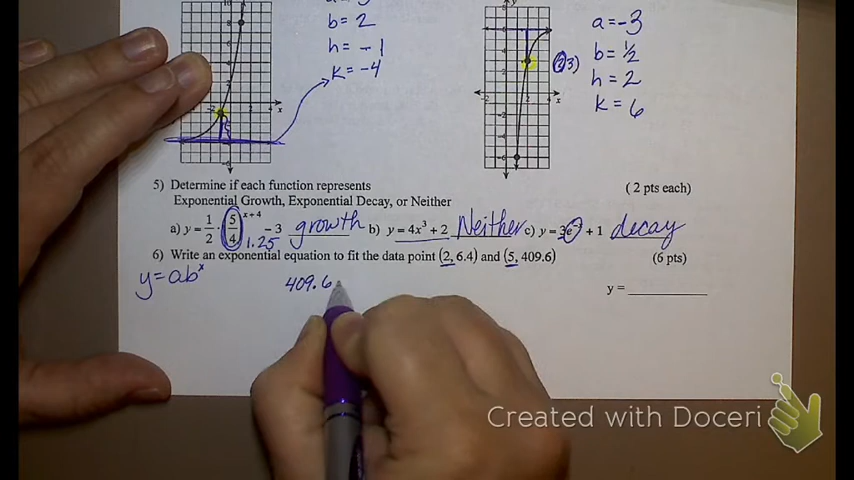 b = 2
h = -1
k = -4
a = -3
b = 1/2
h = 2
k = 6
5) Determine if each function represents ( 2 pts each)
Exponential Growth, Exponential Decay, or Neither
a) y = 1/2 · (5/4)^(x+4) - 3 growth b) y = 4x³ + 2 Neither c) y = 3e^-x + 1 decay
1.25
6) Write an exponential equation to fit the data point (2, 6.4) and (5, 409.6) (6 pts)
y = ab^x 409.6 y =
Created with Doceri